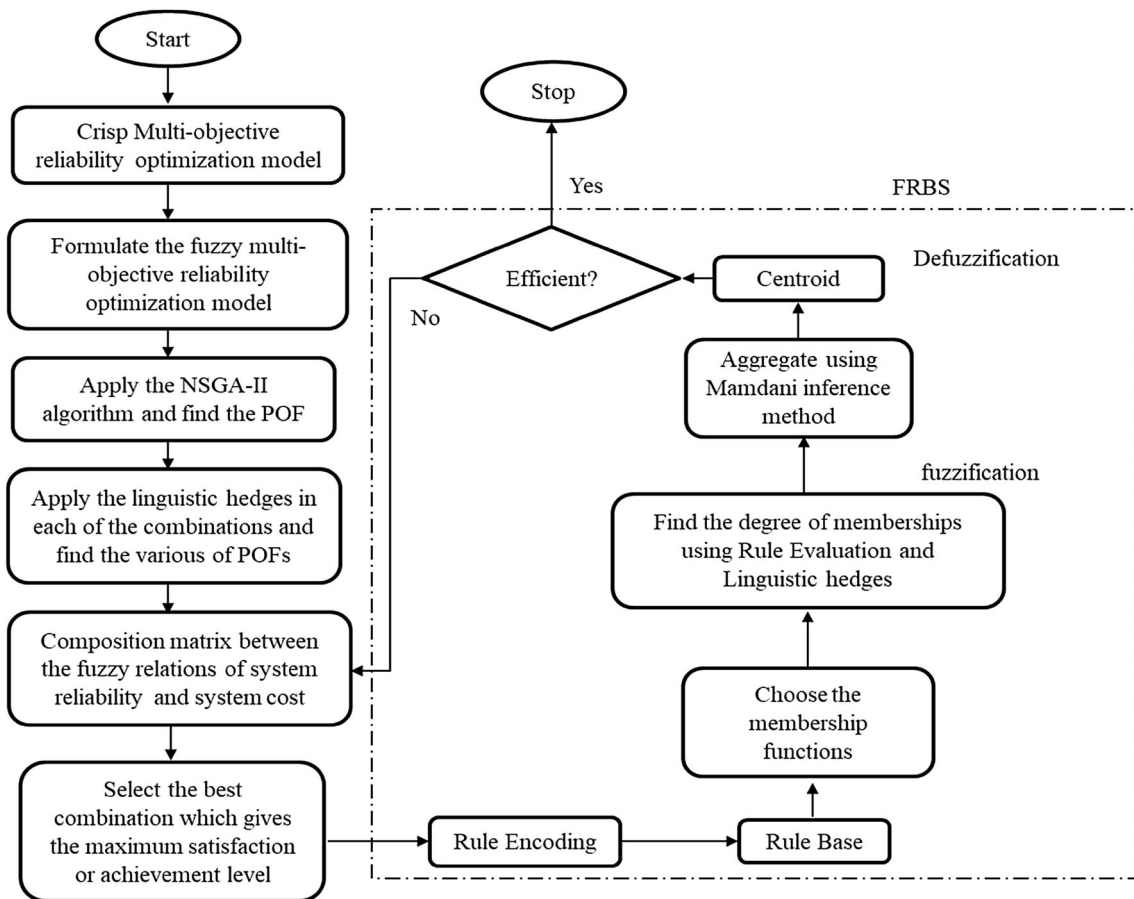 Start
Crisp Multi-objective
reliability optimization model
Formulate the fuzzy multi-
objective reliability
optimization model
Apply the NSGA-II
algorithm and find the POF
Apply the linguistic hedges in
each of the combinations and
find the various of POFs
Composition matrix between
the fuzzy relations of system
reliability and system cost
Select the best
combination which gives
the maximum satisfaction
or achievement level
Rule Encoding
Rule Base
Choose the
membership
functions
Find the degree of memberships
using Rule Evaluation and
Linguistic hedges
fuzzification
Aggregate using
Mamdani inference
method
Centroid
Defuzzification
FRBS
Efficient?
No
Yes
Stop